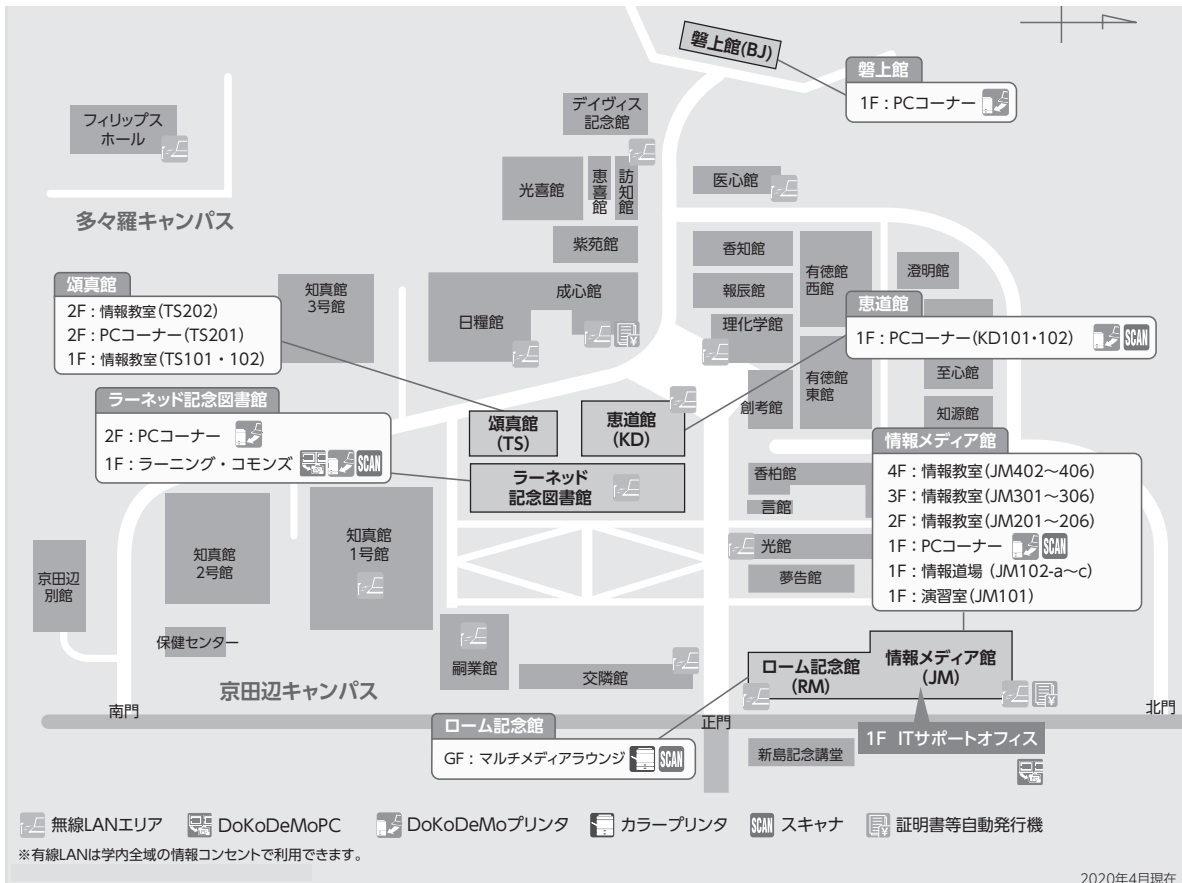 磐上館(BJ)
磐上館
1F：PCコーナー
デイヴィス
記念館
フィリップス
ホール
光喜館
恵喜館
訪知館
医心館
多々羅キャンパス
紫苑館
香知館
有徳館
西館
澄明館
頌真館
2F：情報教室(TS202)
2F：PCコーナー(TS201)
1F：情報教室(TS101・102)
知真館
3号館
成心館
日糧館
報辰館
理化学館
恵道館
1F：PCコーナー(KD101・102)
SCAN
至心館
有徳館
東館
創考館
知源館
ラーネッド記念図書館
2F：PCコーナー
1F：ラーニング・コモンズ
SCAN
頌真館
(TS)
恵道館
(KD)
ラーネッド
記念図書館
香柏館
言館
光館
夢告館
情報メディア館
4F：情報教室(JM402～406)
3F：情報教室(JM301～306)
2F：情報教室(JM201～206)
1F：PCコーナー
SCAN
1F：情報道場 (JM102-a～c)
1F：演習室(JM101)
知真館
1号館
知真館
2号館
京田辺
別館
保健センター
嗣業館
交隣館
ローム記念館
(RM)
情報メディア館
(JM)
京田辺キャンパス
南門
正門
北門
ローム記念館
GF：マルチメディアラウンジ
SCAN
新島記念講堂
1F ITサポートオフィス
無線LANエリア
DoKoDeMoPC
DoKoDeMoプリンタ
カラープリンタ
SCAN スキャナ
証明書等自動発行機
※有線LANは学内全域の情報コンセントで利用できます。
2020年4月現在